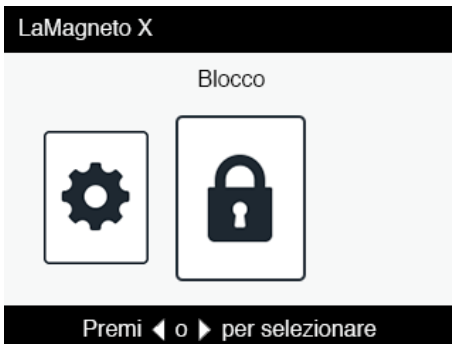 LaMagneto X
Blocco
Premi ◀ o ▶ per selezionare